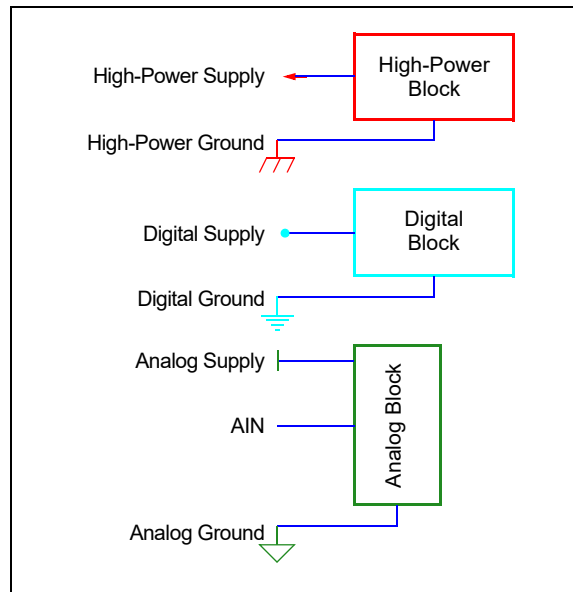 High-Power Supply
High-Power
Block
High-Power Ground
Digital Supply
Digital
Block
Digital Ground
Analog Supply
AIN
Analog Block
Analog Ground